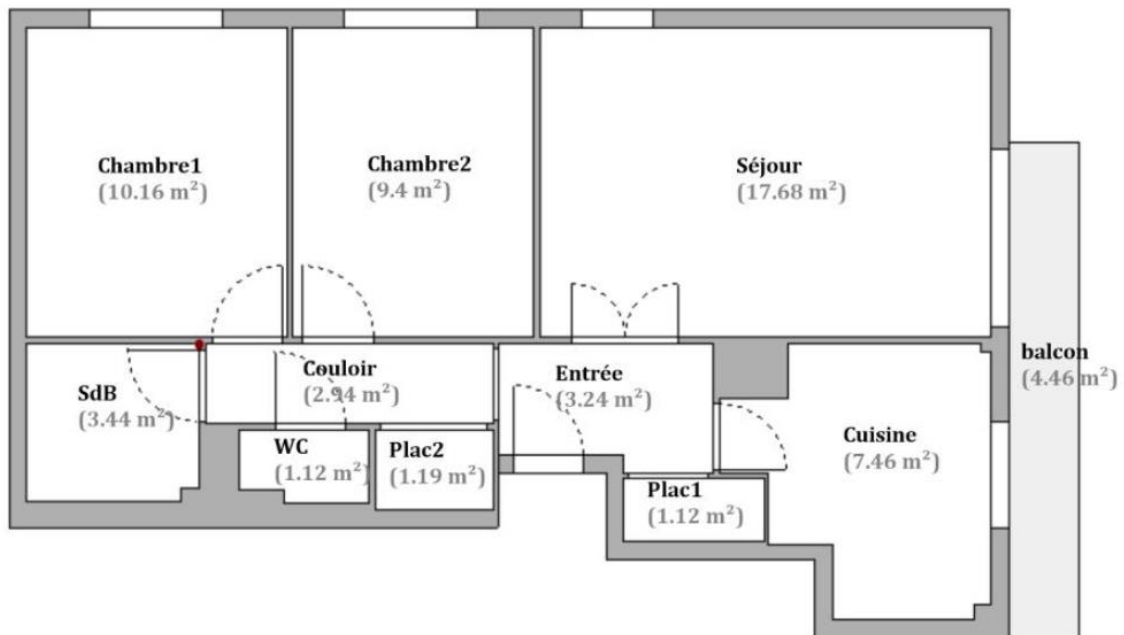 Chambre1
(10.16 m²)
Chambre2
(9.4 m²)
Séjour
(17.68 m²)
balcon
(4.46 m²)
SdB
(3.44 m²)
Couloir
(2.94 m²)
Entrée
(3.24 m²)
Cuisine
(7.46 m²)
WC
(1.12 m²)
Plac2
(1.19 m²)
Plac1
(1.12 m²)